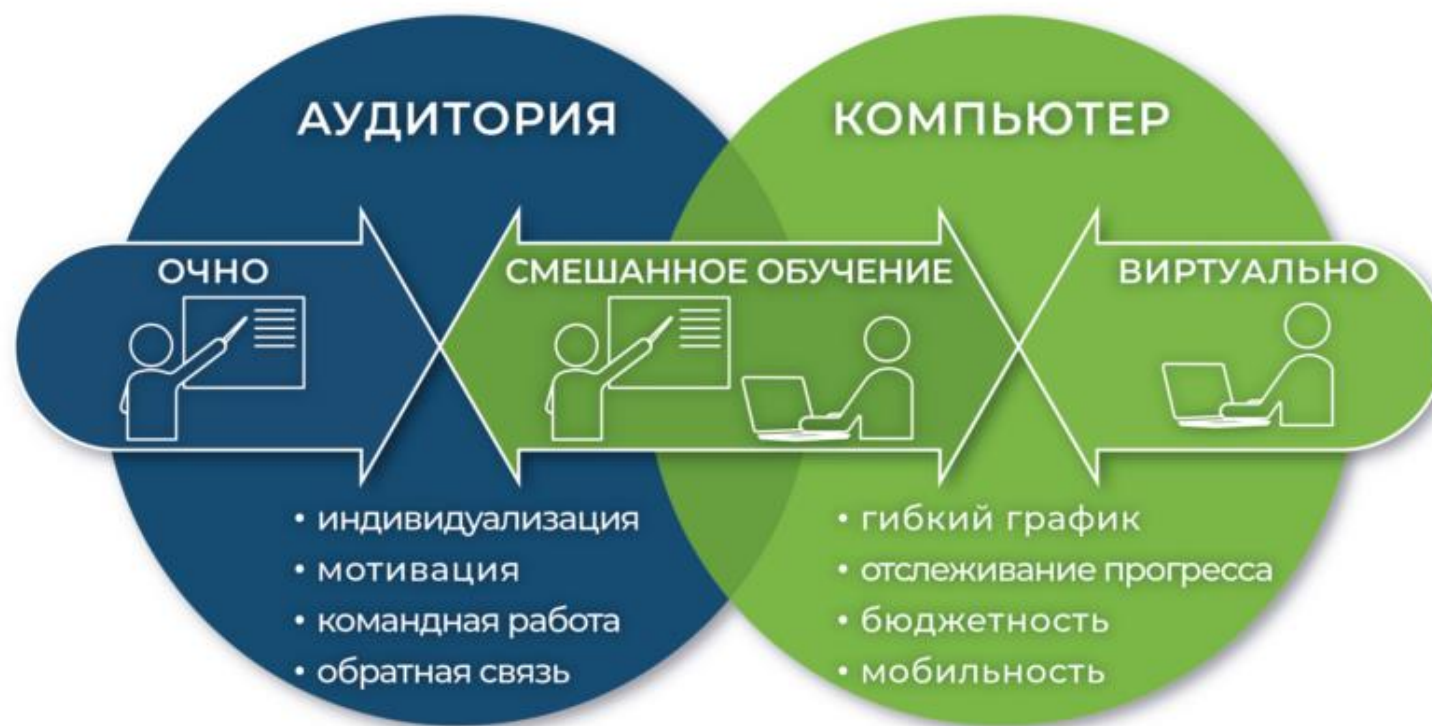 АУДИТОРИЯ
КОМПЬЮТЕР
ОЧНО
СМЕШАННОЕ ОБУЧЕНИЕ
ВИРТУАЛЬНО
• индивидуализация
• мотивация
• командная работа
• обратная связь
• гибкий график
• отслеживание прогресса
• бюджетность
• мобильность